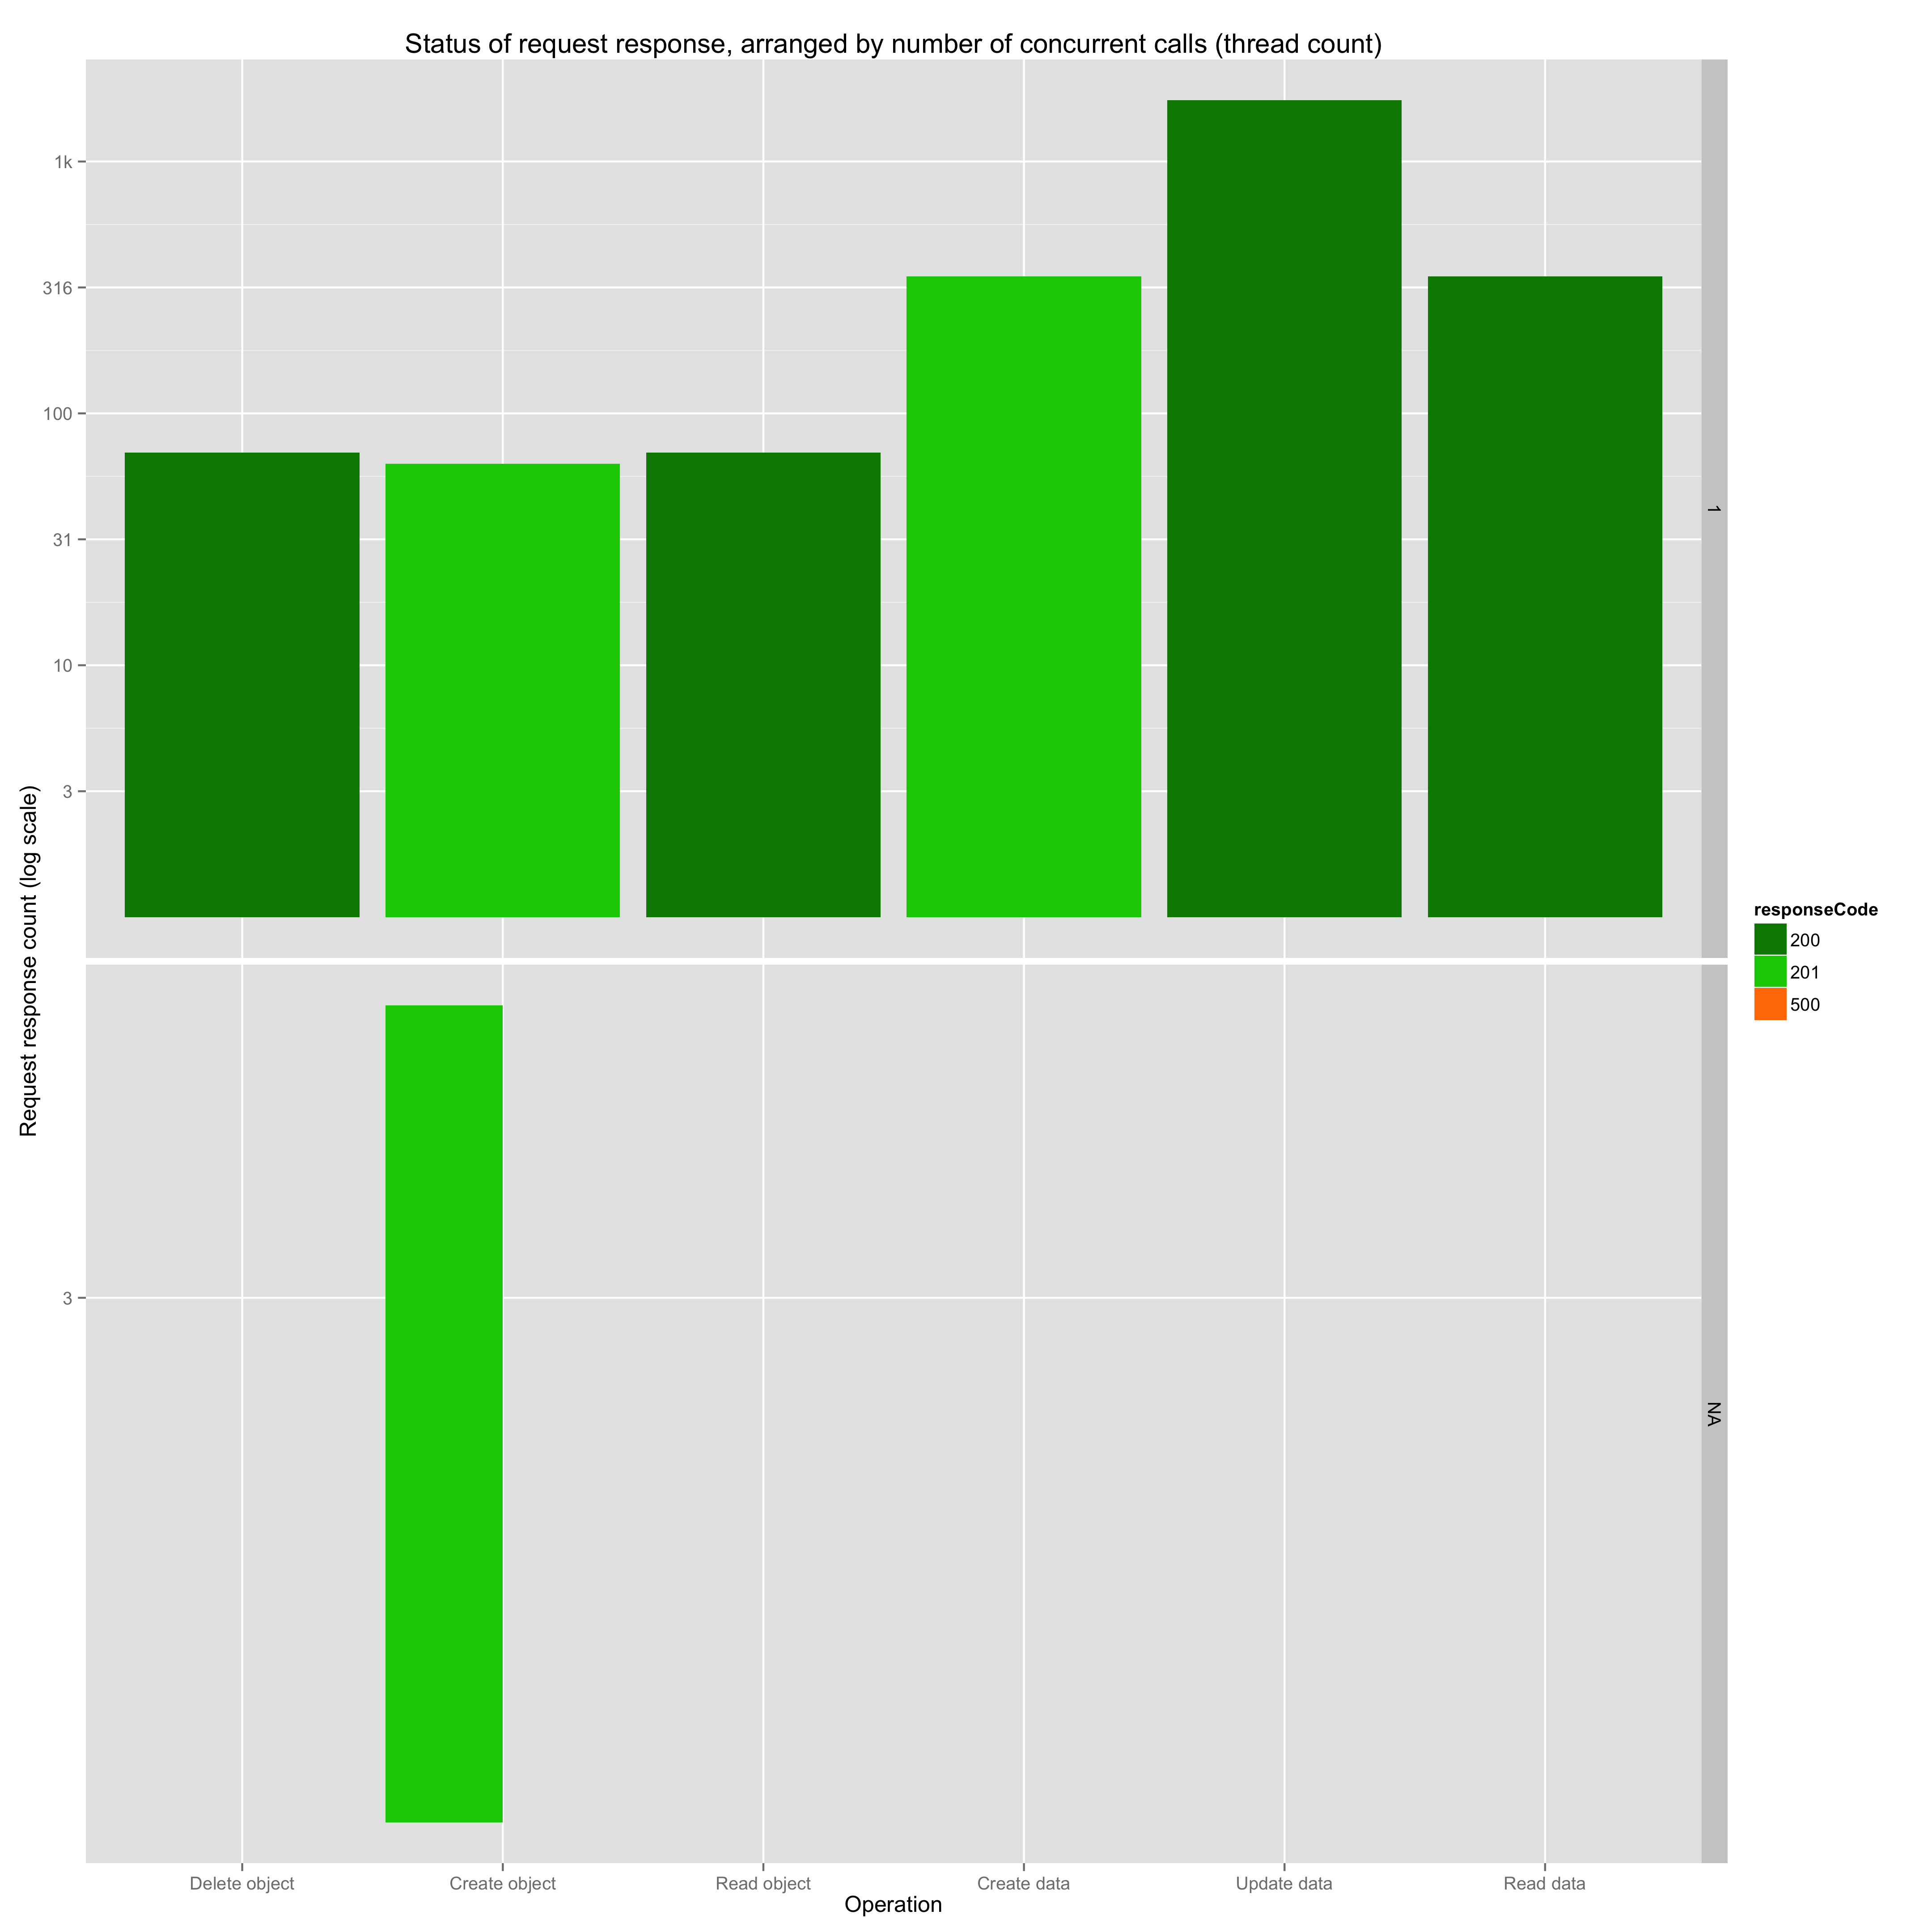 Status of request response, arranged by number of concurrent calls (thread count)
1k
316
100
31
10
3
1
Request response count (log scale)
responseCode
200
201
500
3
NA
Delete object
Create object
Read object
Create data
Update data
Read data
Operation